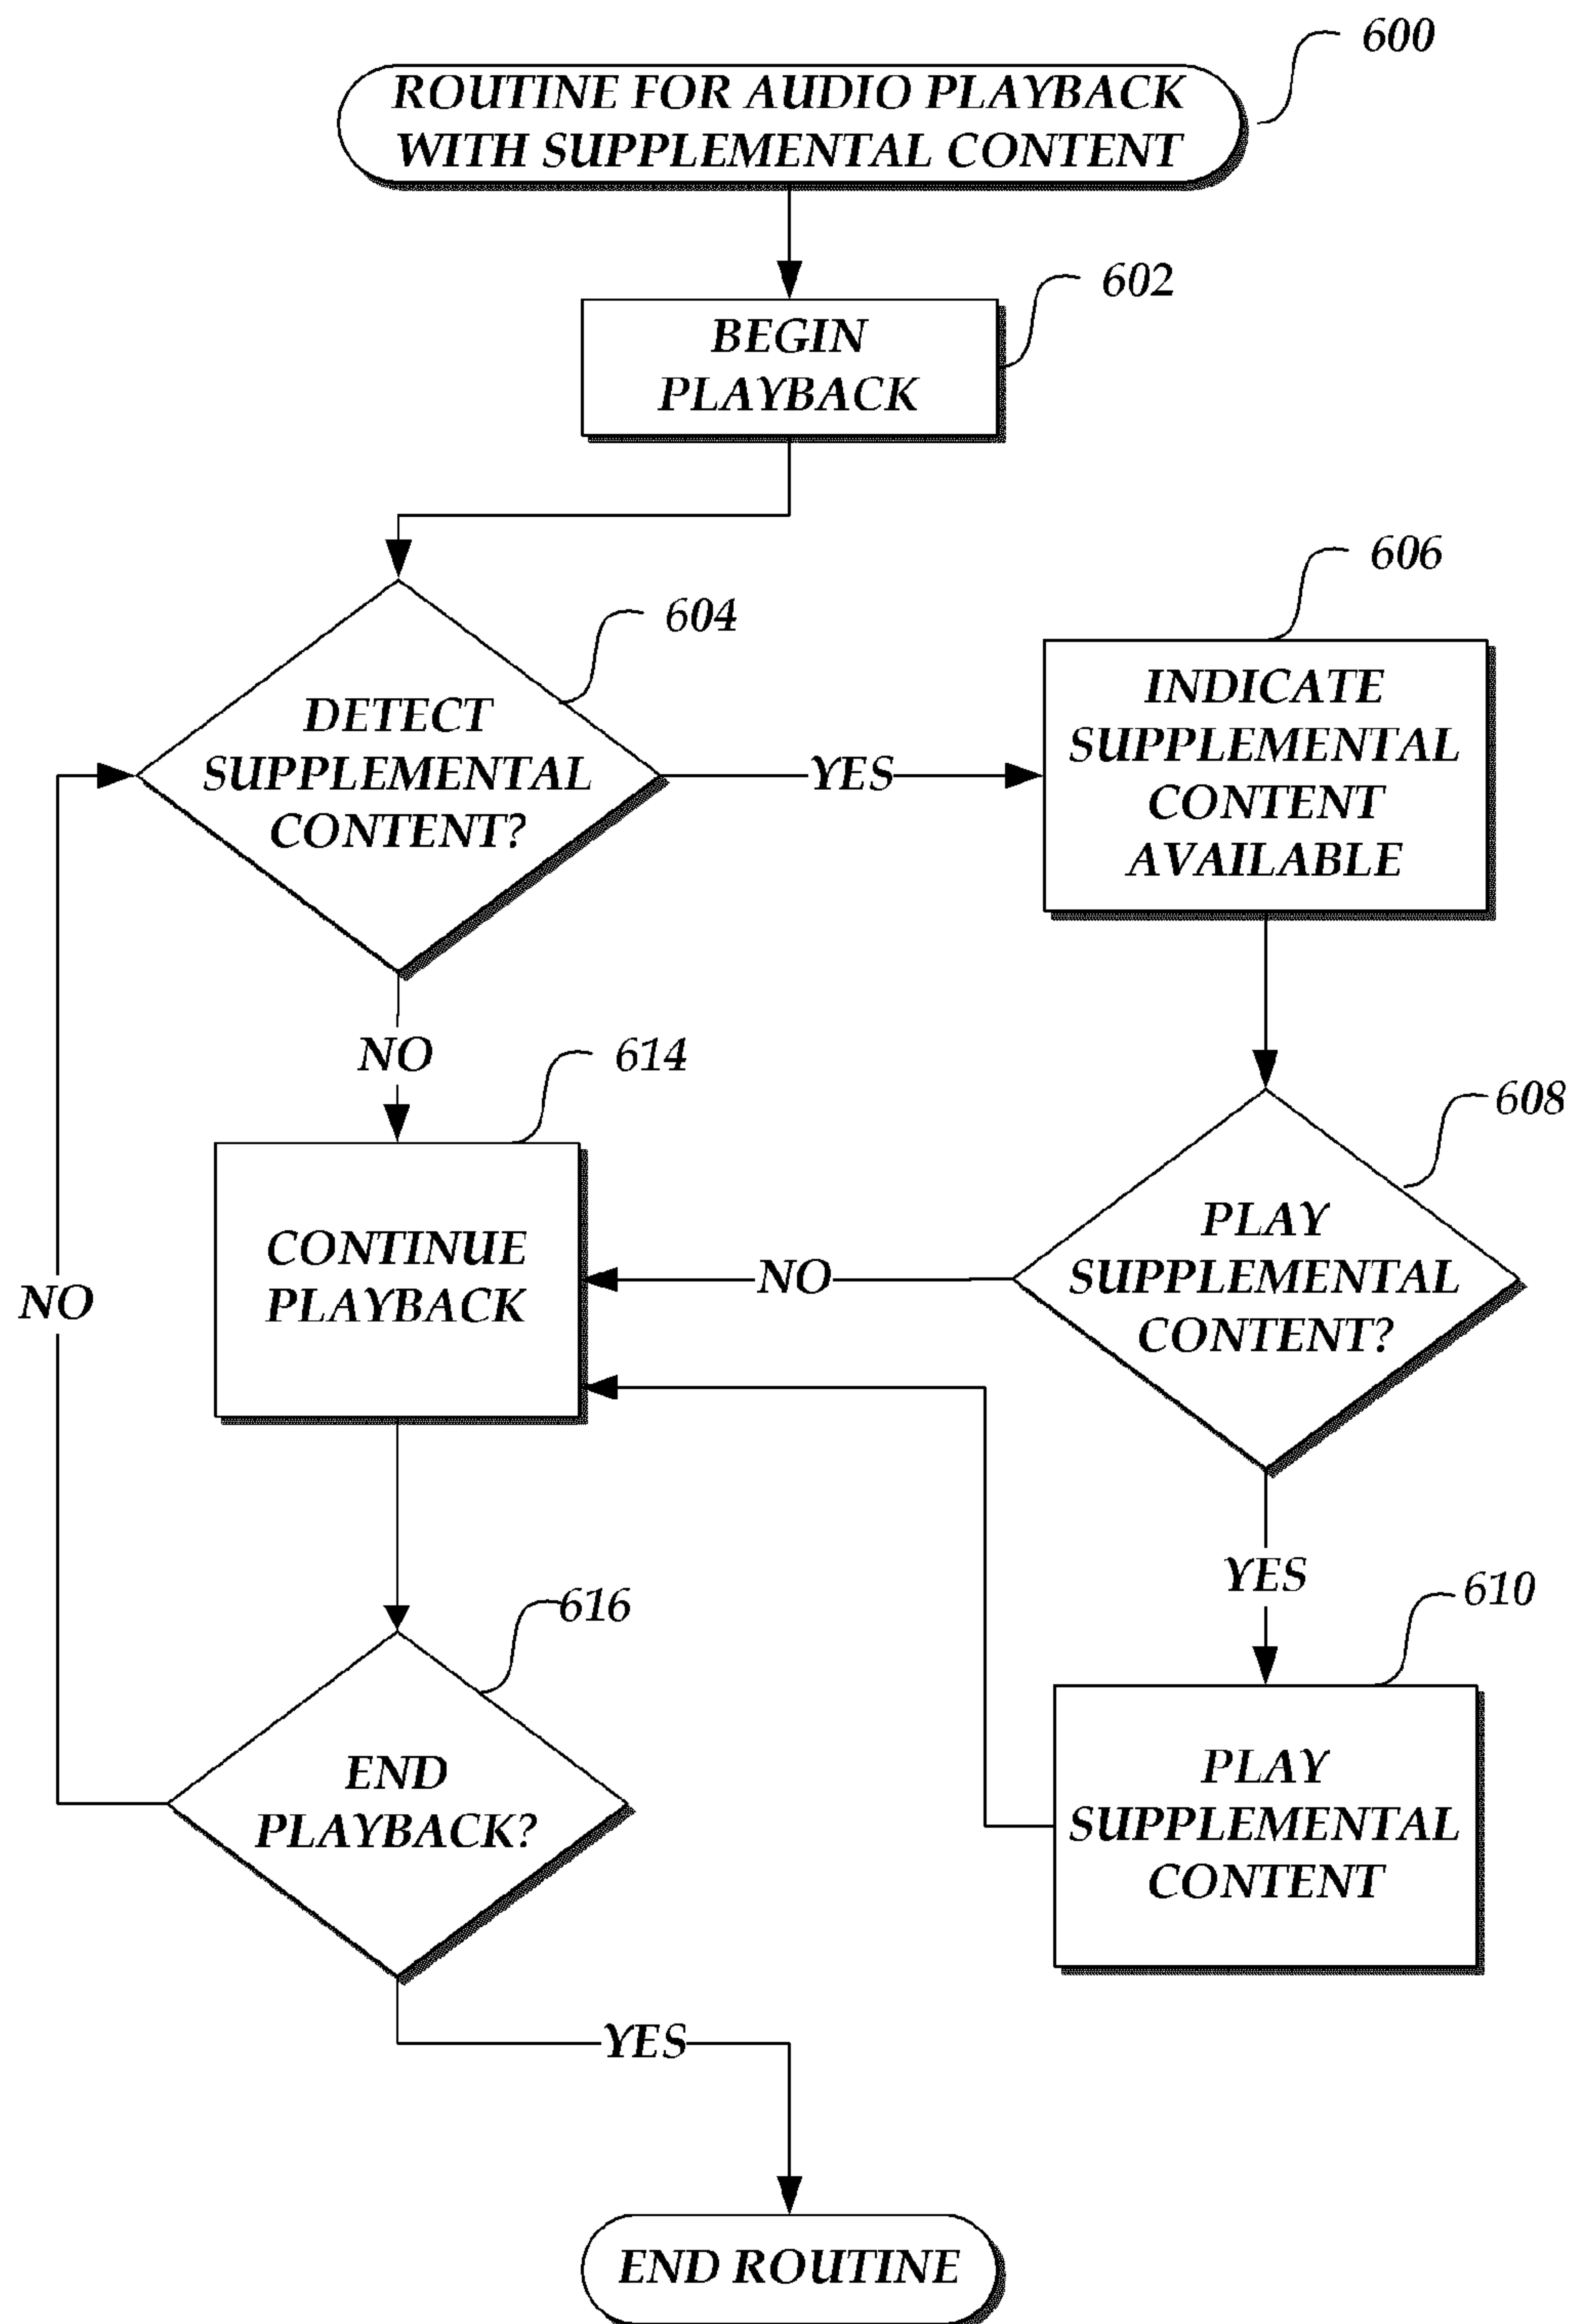 600
ROUTINE FOR AUDIO PLAYBACK
WITH SUPPLEMENTAL CONTENT
602
BEGIN
PLAYBACK
604
DETECT
SUPPLEMENTAL
CONTENT?
YES
606
INDICATE
SUPPLEMENTAL
CONTENT
AVAILABLE
NO
614
CONTINUE
PLAYBACK
NO
608
PLAY
SUPPLEMENTAL
CONTENT?
NO
YES
610
PLAY
SUPPLEMENTAL
CONTENT
616
END
PLAYBACK?
YES
END ROUTINE